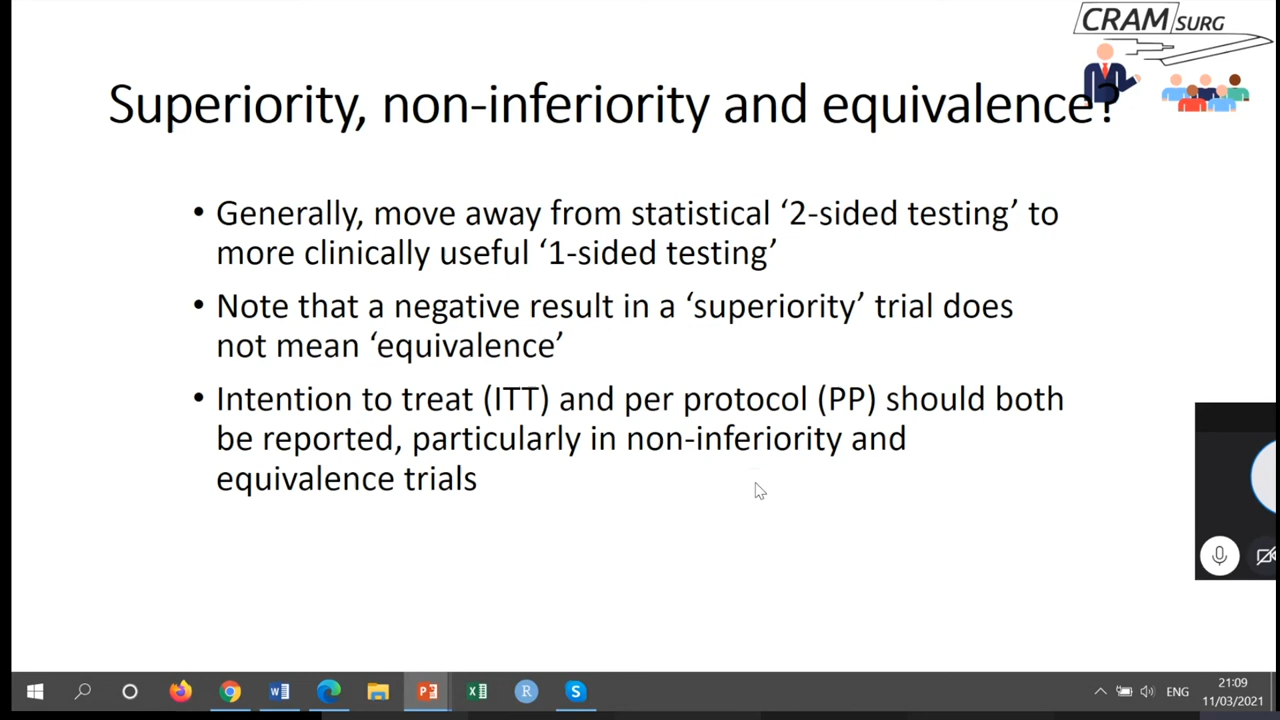 CRAM SURG
Superiority, non-inferiority and equivalence?
• Generally, move away from statistical ‘2-sided testing’ to
more clinically useful ‘1-sided testing’
• Note that a negative result in a ‘superiority’ trial does
not mean ‘equivalence’
• Intention to treat (ITT) and per protocol (PP) should both
be reported, particularly in non-inferiority and
equivalence trials
ENG
21:09
11/03/2021